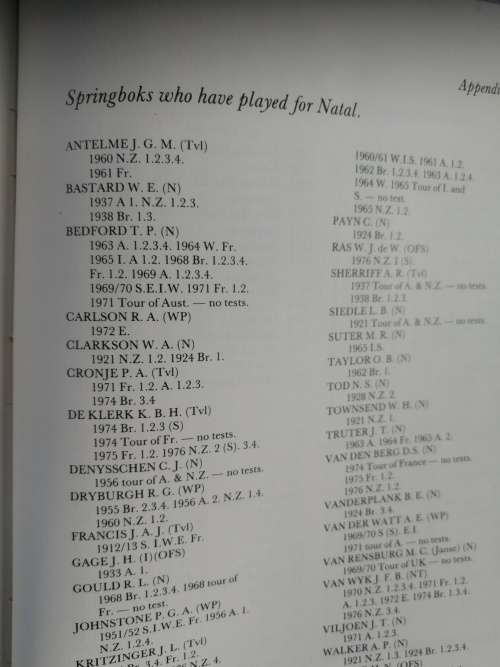 Appendi
Springboks who have played for Natal.
ANTELME J. G. M. (Tvl)
1960 N.Z. 1.2.3.4.
1961 Fr.
BASTARD W. E. (N)
1937 A 1. N.Z. 1.2.3.
1938 Br. 1.3.
BEDFORD T. P. (N)
1963 A. 1.2.3.4. 1964 W. Fr.
1965 I. A 1.2. 1968 Br. 1.2.3.4.
Fr. 1.2. 1969 A. 1.2.3.4.
1969/70 S.E.I.W. 1971 Fr. 1.2.
1971 Tour of Aust. — no tests.
CARLSON R. A. (WP)
1972 E.
CLARKSON W. A. (N)
1921 N.Z. 1.2. 1924 Br. 1.
CRONJE P. A. (Tvl)
1971 Fr. 1.2. A. 1.2.3.
1974 Br. 3.4
DE KLERK K. B. H. (Tvl)
1974 Br. 1.2.3 (S)
1974 Tour of Fr. — no tests.
1975 Fr. 1.2. 1976 N.Z. 2 (S). 3.4.
DENYSSCHEN C. J. (N)
1956 tour of A. & N.Z. — no tests.
DRYBURGH R. G. (WP)
1955 Br. 2.3.4. 1956 A. 2. N.Z. 1.4.
1960 N.Z. 1.2.
FRANCIS J. A. J. (Tvl)
1912/13 S. I.W.E. Fr.
GAGE J. H. (I) (OFS)
1933 A. 1.
GOULD R. L. (N)
1968 Br. 1.2.3.4. 1968 tour of
Fr. — no test.
JOHNSTONE P. G. A. (WP)
1951/52 S.I.W.E. Fr. 1956 A. 1.
N.Z. 1.2.4.
KRITZINGER J. L. (Tvl)
3.4. Fr. 1.2.
N.Z. 4.
1960/61 W.I.S. 1961 A. 1.2.
1962 Br. 1.2.3.4. 1963 A. 1.2.4.
1964 W. 1965 Tour of I. and
S. — no test.
1965 N.Z. 1.2.
PAYN C. (N)
1924 Br. 1.2.
RAS W. J. de W. (OFS)
1976 N.Z. 1 (S).
SHERRIFF A. R. (Tvl)
1937 Tour of A. & N.Z. — no tests.
1938 Br. 1.2.3.
SIEDLE L. B. (N)
1921 Tour of A. & N.Z. — no tests.
SUTER M. R. (N)
1965 I.S.
TAYLOR O. B. (N)
1962 Br. 1.
TOD N. S. (N)
1928 N.Z. 2.
TOWNSEND W. H. (N)
1921 N.Z. 1.
TRUTER J. T. (N)
1963 A. 1964 Fr. 1965 A. 2.
VAN DEN BERG D.S. (N)
1974 Tour of France — no tests.
1975 Fr. 1.2.
1976 N.Z. 1.2.
VANDERPLANK B. E. (N)
1924 Br. 3.4.
VAN DER WATT A. E. (WP)
1969/70 S (S). E.I.
1971 tour of A. — no tests.
VAN RENSBURG M. C. (Janse) (N)
1969/70 Tour of UK — no tests.
VAN WYK J. F. B. (NT)
1970 N.Z. 1.2.3.4. 1971 Fr. 1.2.
A. 1.2.3. 1972 E. 1974 Br. 1.3.4.
1976 N.Z. 3.4.
VILJOEN J. T. (N)
1971 A. 1.2.3.
WALKER A. P. (N)
1921 N.Z. 1.3. 1924 Br. 1.2.3.4.